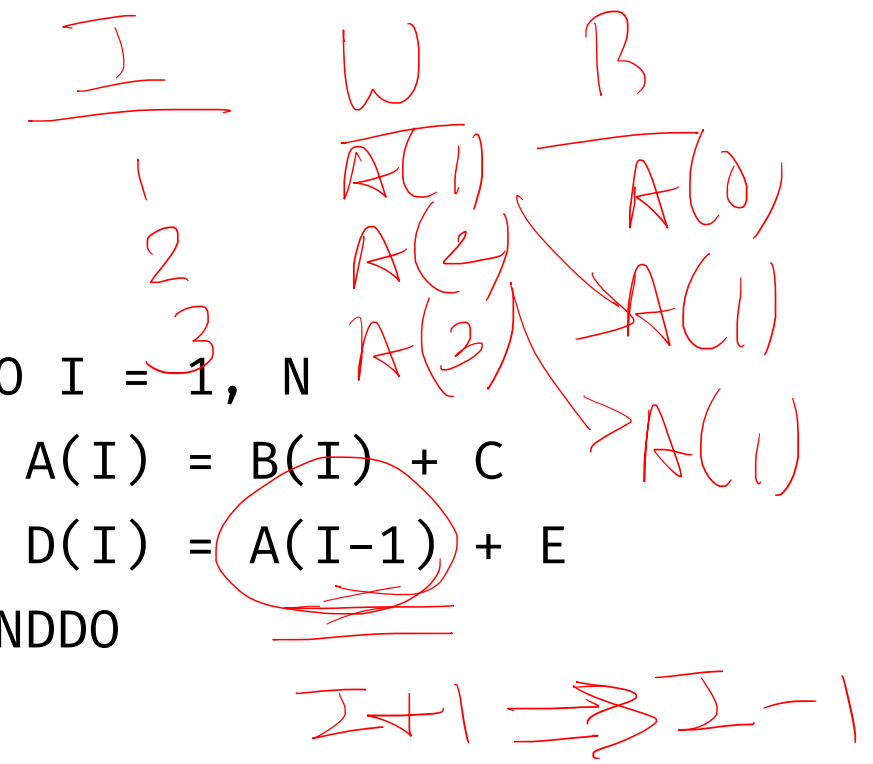 I W R
1 A(1) A(0)
2 A(2) A(1)
3 A(3) A(1)
O I = 1, N
A(I) = B(I) + C
D(I) = A(I-1) + E
NDDO
I+1 => I-1